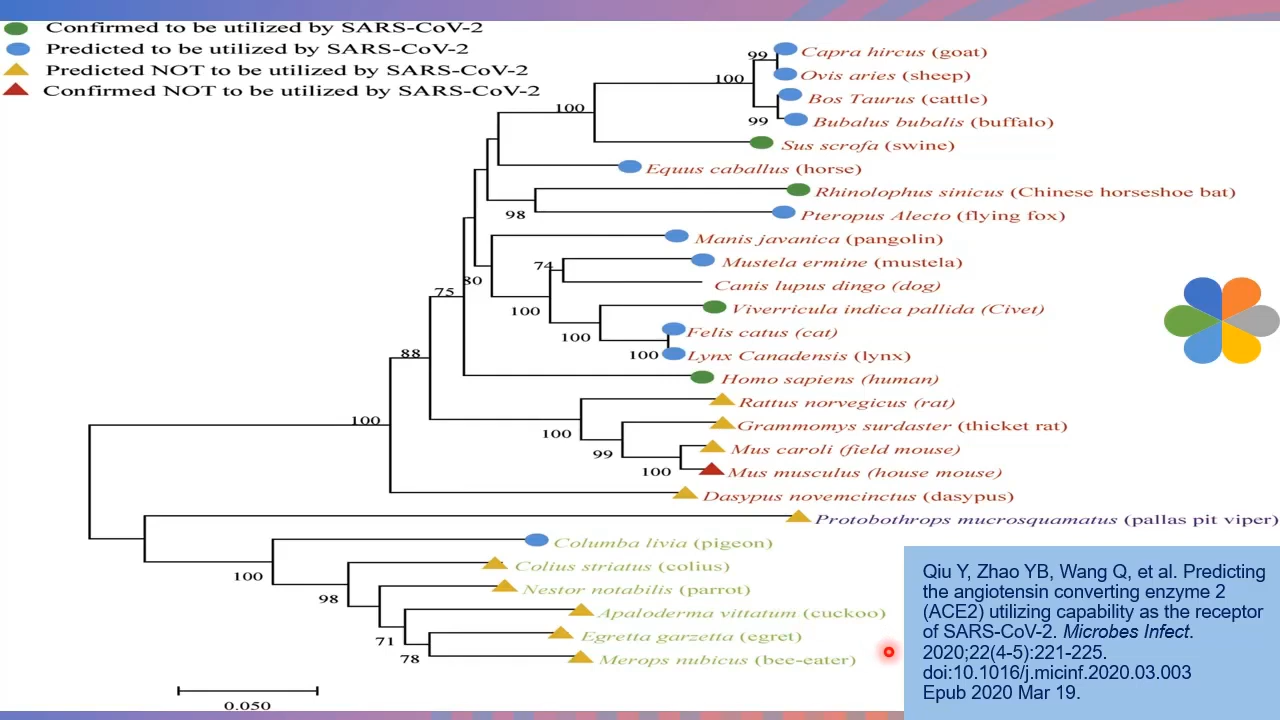 Confirmed to be utilized by SARS-CoV-2
Predicted to be utilized by SARS-CoV-2
Predicted NOT to be utilized by SARS-CoV-2
Confirmed NOT to be utilized by SARS-CoV-2
99
Capra hircus (goat)
100
Ovis aries (sheep)
Bos Taurus (cattle)
100
99
Bubalus bubalis (buffalo)
Sus scrofa (swine)
Equus caballus (horse)
Rhinolophus sinicus (Chinese horseshoe bat)
98
Pteropus Alecto (flying fox)
Manis javanica (pangolin)
74
Mustela ermine (mustela)
80
Canis lupus dingo (dog)
75
100
Viverricula indica pallida (Civet)
100
Felis catus (cat)
88
100
Lynx Canadensis (lynx)
Homo sapiens (human)
Rattus norvegicus (rat)
100
100
Grammomys surdaster (thicket rat)
99
Mus caroli (field mouse)
100
Mus musculus (house mouse)
Dasypus novemcinctus (dasypus)
Protobothrops mucrosquamatus (pallas pit viper)
Columba livia (pigeon)
100
Colius striatus (colius)
98
Nestor notabilis (parrot)
Apaloderma vittatum (cuckoo)
71
Egretta garzetta (egret)
78
Merops nubicus (bee-eater)
0.050
Qiu Y, Zhao YB, Wang Q, et al. Predicting
the angiotensin converting enzyme 2
(ACE2) utilizing capability as the receptor
of SARS-CoV-2. Microbes Infect.
2020;22(4-5):221-225.
doi:10.1016/j.micinf.2020.03.003
Epub 2020 Mar 19.